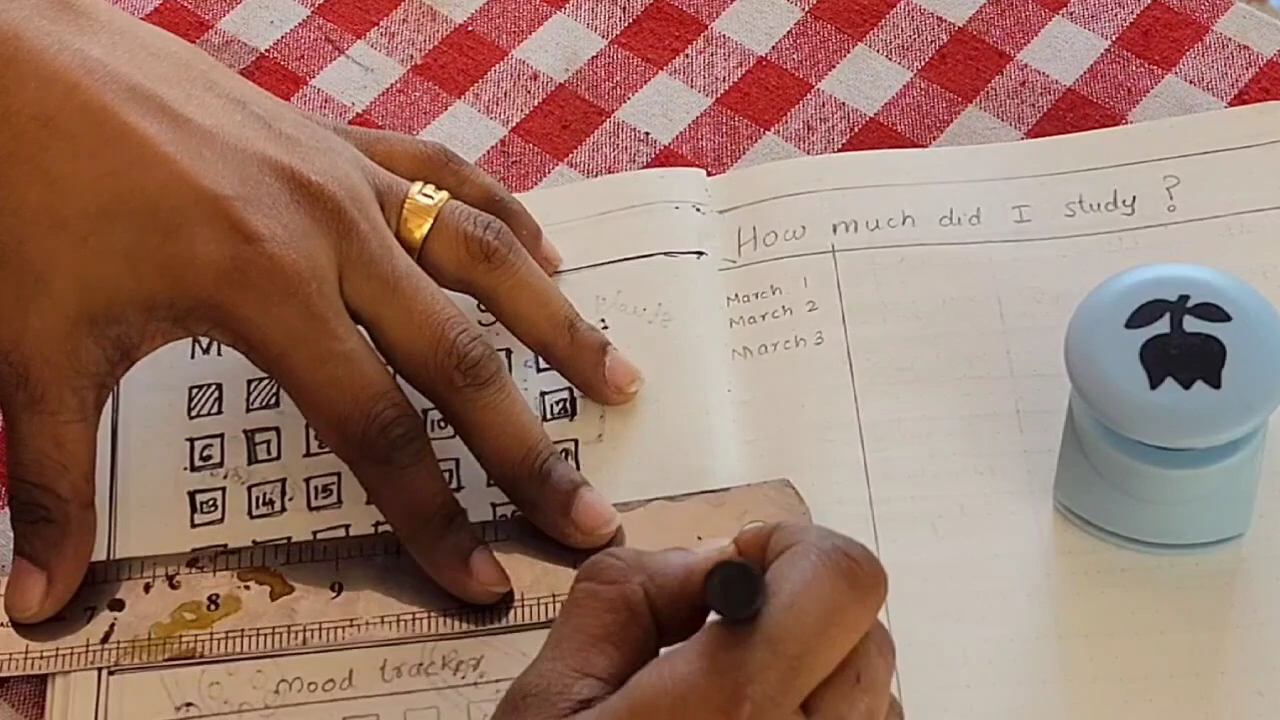 How much did I study ?
March 1
March 2
March 3
M
S
10
12
6 7 8
13 14 15
7 8 9
Mood tracker